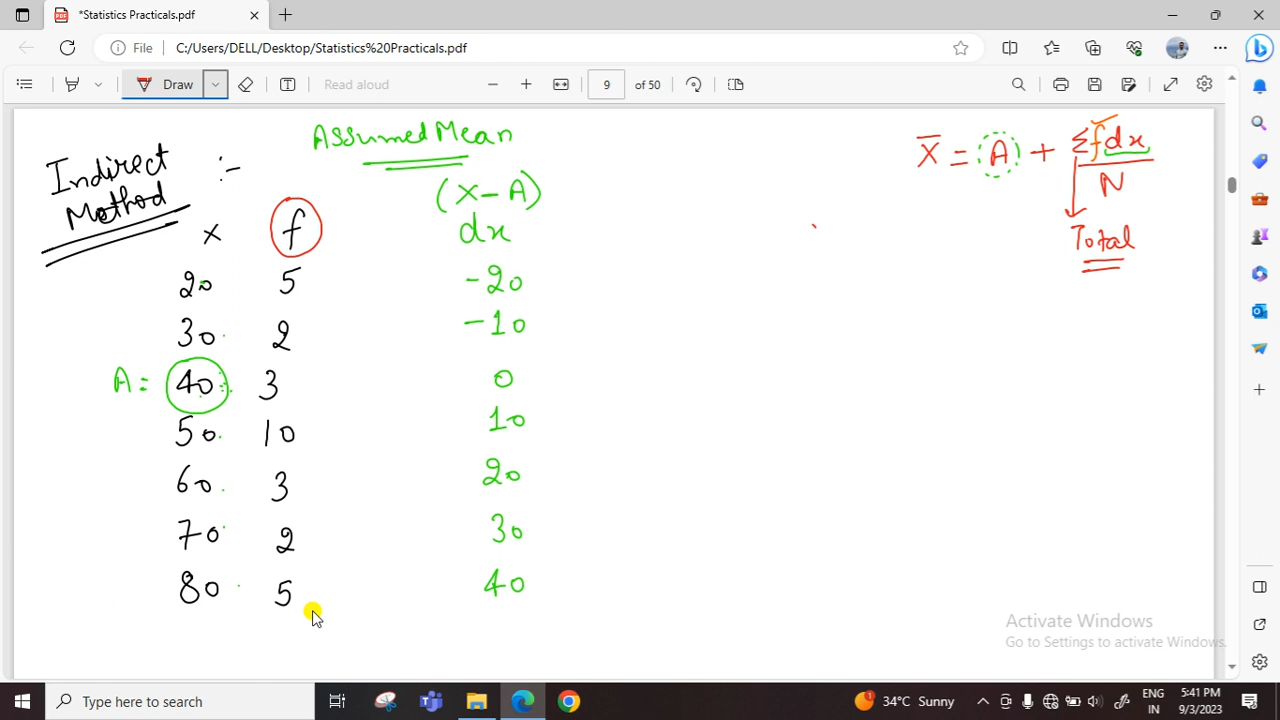 *Statistics Practicals.pdf
File C:/Users/DELL/Desktop/Statistics%20Practicals.pdf
Draw Read aloud 9 of 50
Assumed Mean
Indirect Method :-
X̄ = A + Σfdx / N
Total
(X - A)
x f dx
20 5 -20
30 2 -10
A = 40 3 0
50 10 10
60 3 20
70 2 30
80 5 40
Activate Windows
Go to Settings to activate Windows.
Type here to search
1 34°C Sunny
ENG
IN
5:41 PM
9/3/2023